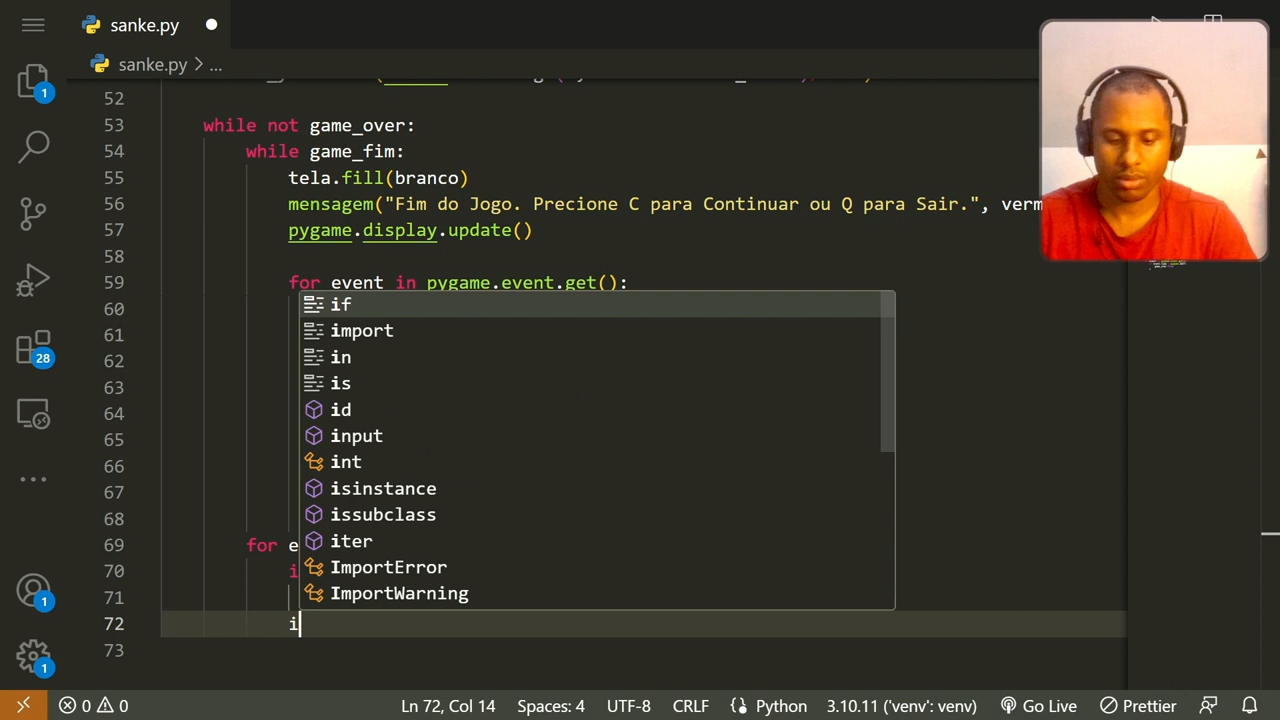 sanke.py
sanke.py > ...
52
53 while not game_over:
54 while game_fim:
55 tela.fill(branco)
56 mensagem("Fim do Jogo. Precione C para Continuar ou Q para Sair.", verm
57 pygame.display.update()
58
59 for event in pygame.event.get():
60 if
61 import
62 in
63 is
64 id
65 input
66 int
67 isinstance
68 issubclass
69 for e iter
70 i ImportError
71 ImportWarning
72 i
73
1
28
1
1
0 0 Ln 72, Col 14 Spaces: 4 UTF-8 CRLF Python 3.10.11 ('venv': venv) Go Live Prettier